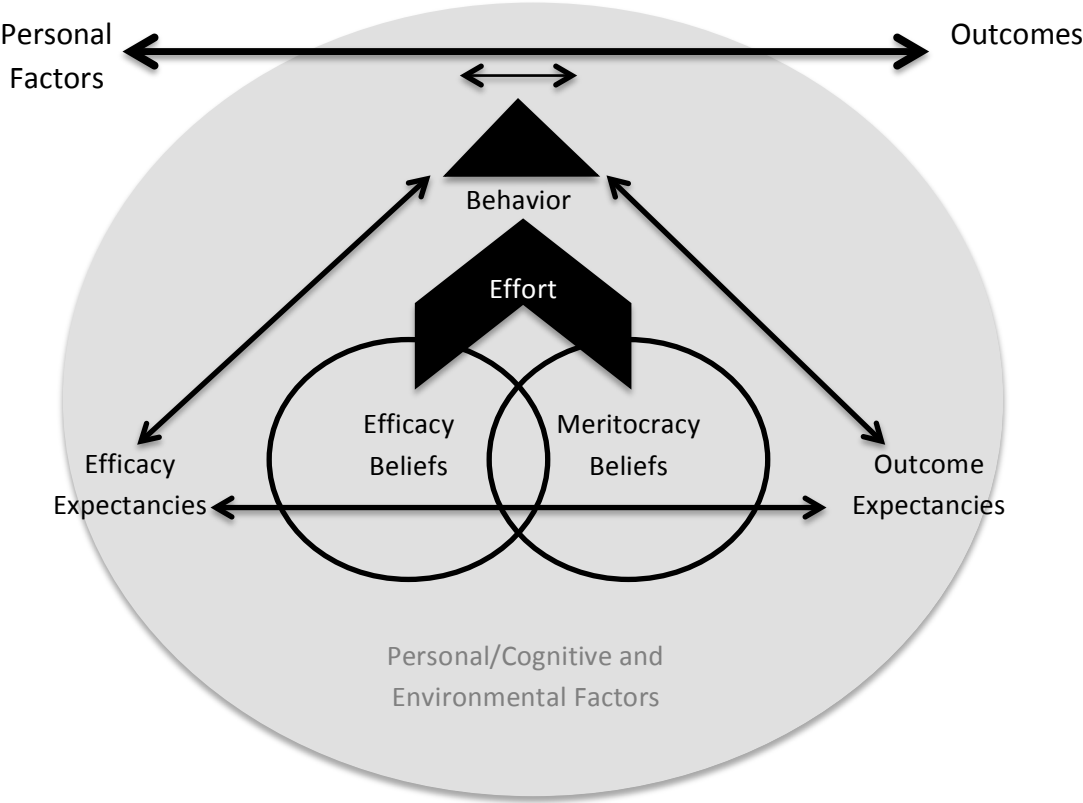 Personal
Factors
Outcomes
Behavior
Effort
Efficacy
Beliefs
Meritocracy
Beliefs
Efficacy
Expectancies
Outcome
Expectancies
Personal/Cognitive and
Environmental Factors